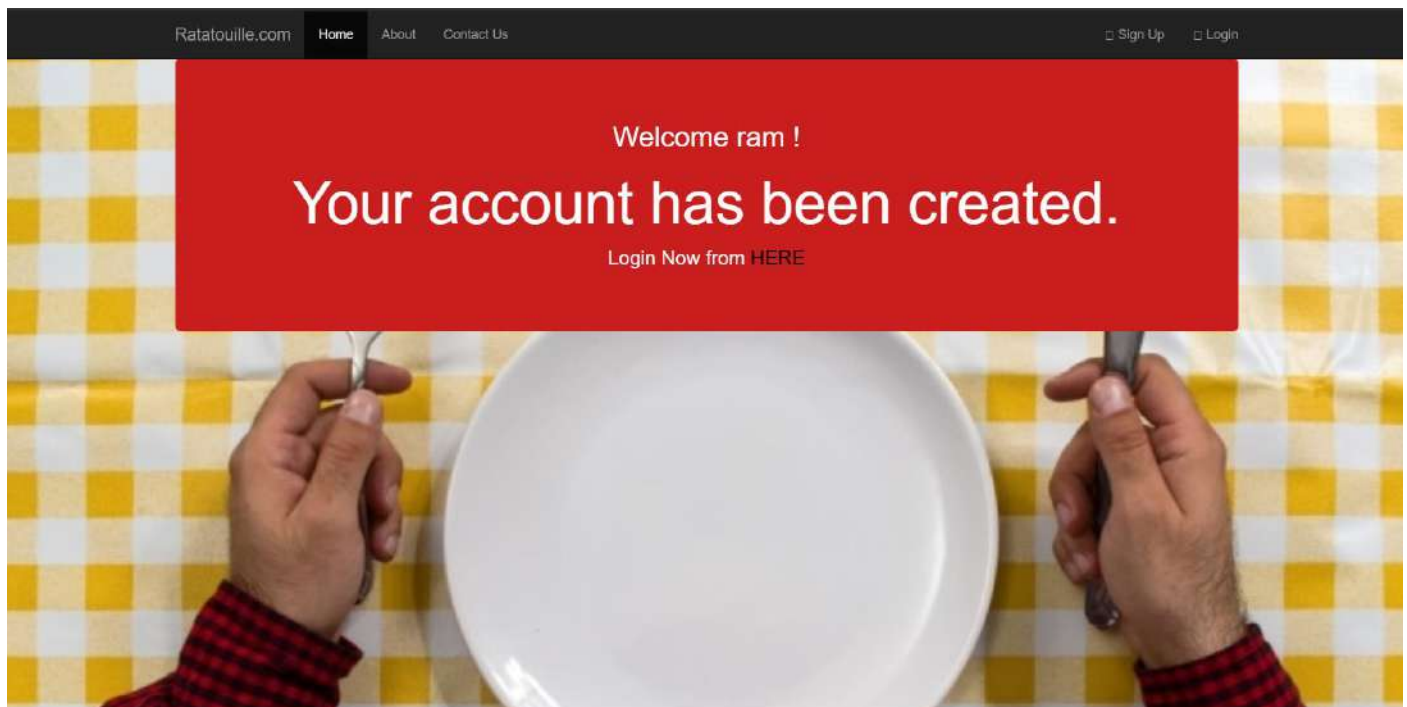 Ratatouille.com Home About Contact Us Sign Up Login
Welcome ram !
Your account has been created.
Login Now from HERE